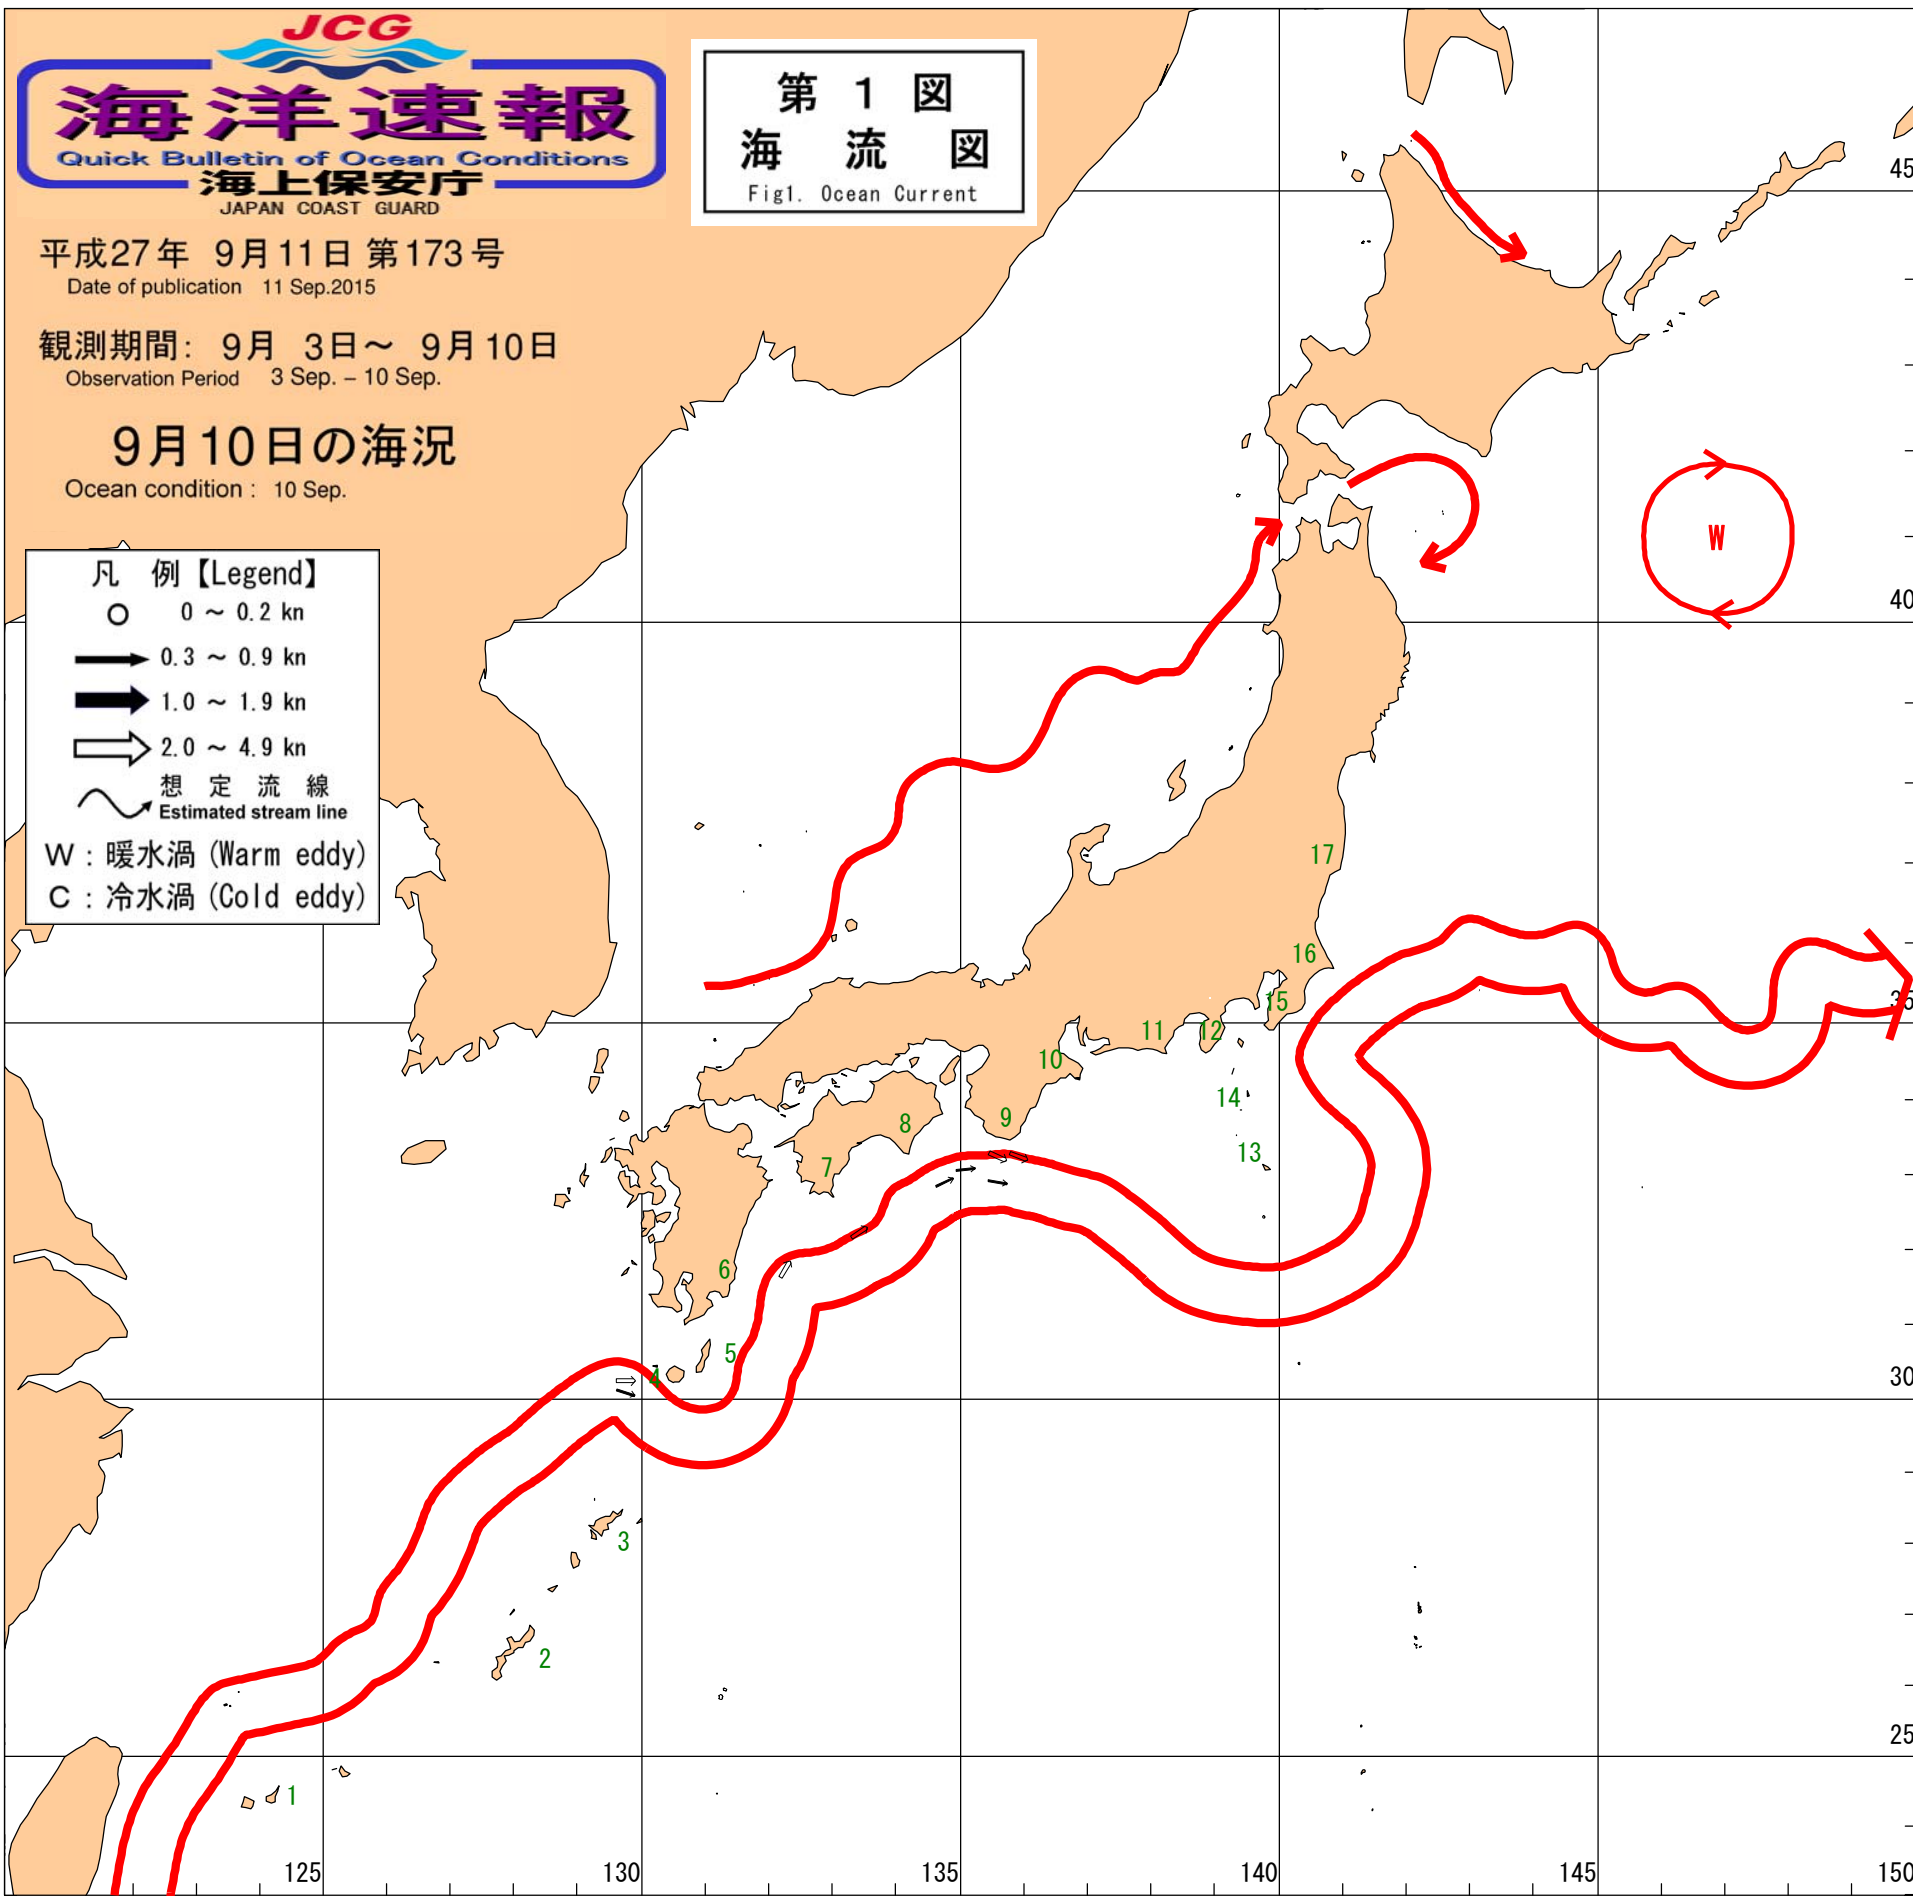 JCG
海洋速報
Quick Bulletin of Ocean Conditions
海上保安庁
JAPAN COAST GUARD
第 1 図
海 流 図
Fig1. Ocean Current
平成27年 9月11日 第173号
Date of publication 11 Sep.2015
観測期間: 9月 3日～ 9月10日
Observation Period 3 Sep. – 10 Sep.
9月10日の海況
Ocean condition : 10 Sep.
凡 例【Legend】
0 ～ 0.2 kn
0.3 ～ 0.9 kn
1.0 ～ 1.9 kn
2.0 ～ 4.9 kn
想 定 流 線
Estimated stream line
W : 暖水渦 (Warm eddy)
C : 冷水渦 (Cold eddy)
45
W
40
17
16
15
35
11
12
10
14
9
8
13
7
6
5
4
30
3
2
25
1
125
130
135
140
145
150